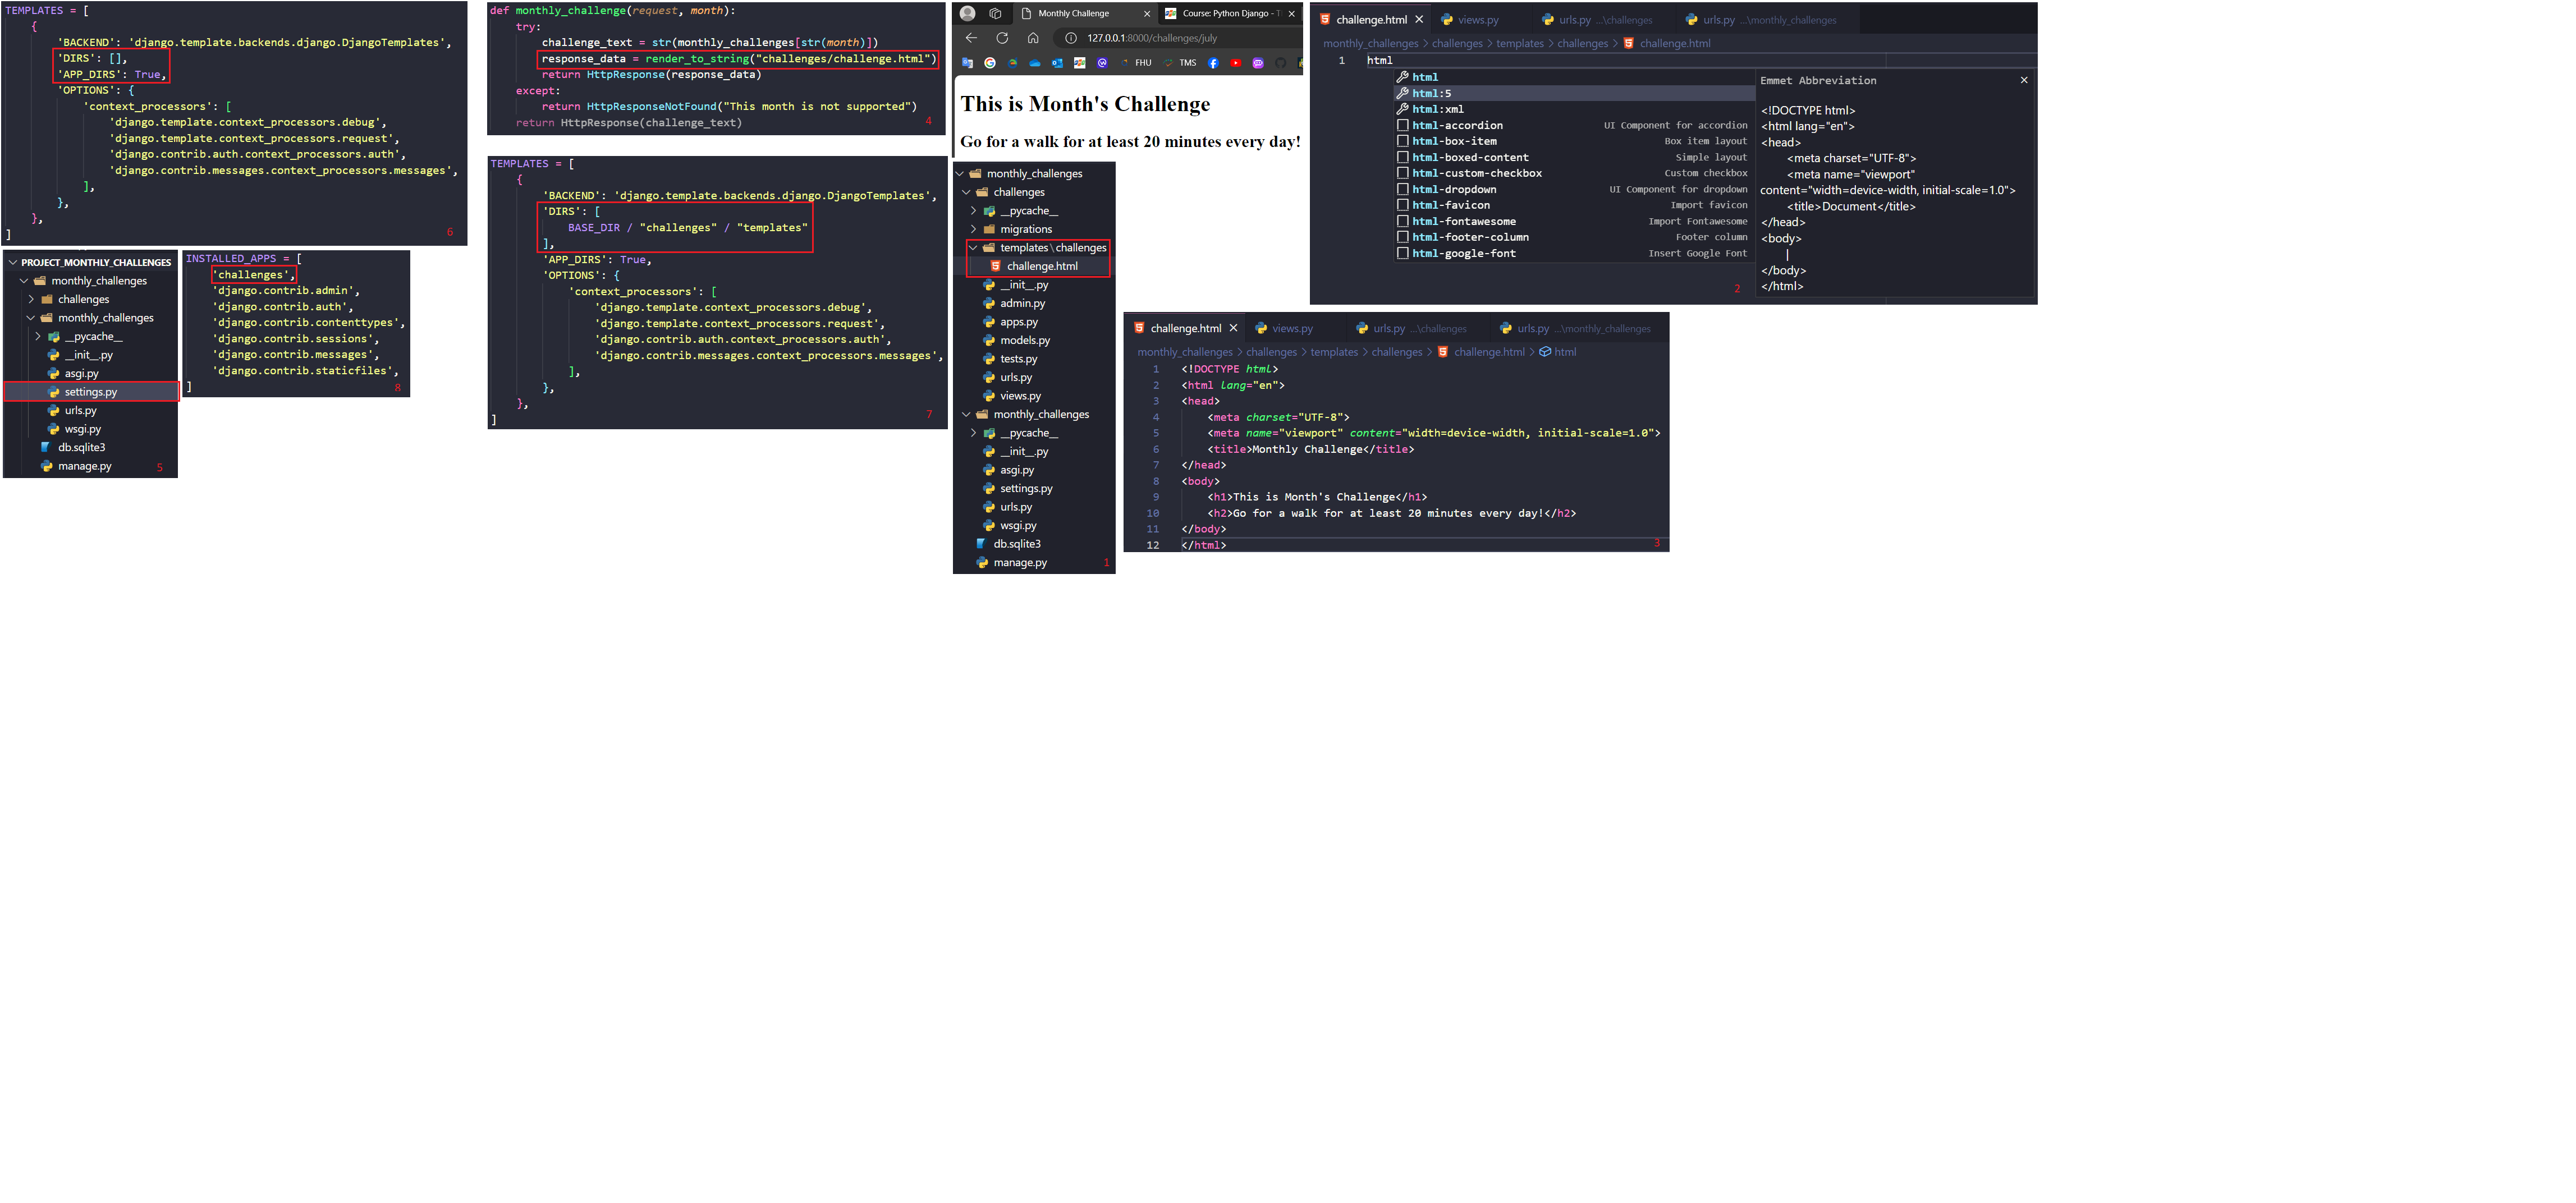 TEMPLATES = [
{
'BACKEND': 'django.template.backends.django.DjangoTemplates',
'DIRS': [],
'APP_DIRS': True,
'OPTIONS': {
'context_processors': [
'django.template.context_processors.debug',
'django.template.context_processors.request',
'django.contrib.auth.context_processors.auth',
'django.contrib.messages.context_processors.messages',
],
},
},
]
6
PROJECT_MONTHLY_CHALLENGES
monthly_challenges
challenges
monthly_challenges
__pycache__
__init__.py
asgi.py
settings.py
urls.py
wsgi.py
db.sqlite3
manage.py
5
INSTALLED_APPS = [
'challenges',
'django.contrib.admin',
'django.contrib.auth',
'django.contrib.contenttypes',
'django.contrib.sessions',
'django.contrib.messages',
'django.contrib.staticfiles',
]
8
def monthly_challenge(request, month):
try:
challenge_text = str(monthly_challenges[str(month)])
response_data = render_to_string("challenges/challenge.html")
return HttpResponse(response_data)
except:
return HttpResponseNotFound("This month is not supported")
return HttpResponse(challenge_text)
4
TEMPLATES = [
{
'BACKEND': 'django.template.backends.django.DjangoTemplates',
'DIRS': [
BASE_DIR / "challenges" / "templates"
],
'APP_DIRS': True,
'OPTIONS': {
'context_processors': [
'django.template.context_processors.debug',
'django.template.context_processors.request',
'django.contrib.auth.context_processors.auth',
'django.contrib.messages.context_processors.messages',
],
},
},
]
7
Monthly Challenge
Course: Python Django - T
127.0.0.1:8000/challenges/july
FHU
TMS
This is Month's Challenge
Go for a walk for at least 20 minutes every day!
monthly_challenges
challenges
__pycache__
migrations
templates\challenges
challenge.html
__init__.py
admin.py
apps.py
models.py
tests.py
urls.py
views.py
monthly_challenges
__pycache__
__init__.py
asgi.py
settings.py
urls.py
wsgi.py
db.sqlite3
manage.py
1
challenge.html views.py urls.py ...\challenges urls.py ...\monthly_challenges
monthly_challenges > challenges > templates > challenges > challenge.html
1 html
html
html:5
html:xml
html-accordion UI Component for accordion
html-box-item Box item layout
html-boxed-content Simple layout
html-custom-checkbox Custom checkbox
html-dropdown UI Component for dropdown
html-favicon Import favicon
html-fontawesome Import Fontawesome
html-footer-column Footer column
html-google-font Insert Google Font
Emmet Abbreviation
<!DOCTYPE html>
<html lang="en">
<head>
<meta charset="UTF-8">
<meta name="viewport"
content="width=device-width, initial-scale=1.0">
<title>Document</title>
</head>
<body>
|
</body>
</html>
2
challenge.html views.py urls.py ...\challenges urls.py ...\monthly_challenges
monthly_challenges > challenges > templates > challenges > challenge.html > html
1 <!DOCTYPE html>
2 <html lang="en">
3 <head>
4 <meta charset="UTF-8">
5 <meta name="viewport" content="width=device-width, initial-scale=1.0">
6 <title>Monthly Challenge</title>
7 </head>
8 <body>
9 <h1>This is Month's Challenge</h1>
10 <h2>Go for a walk for at least 20 minutes every day!</h2>
11 </body>
12 </html>
3